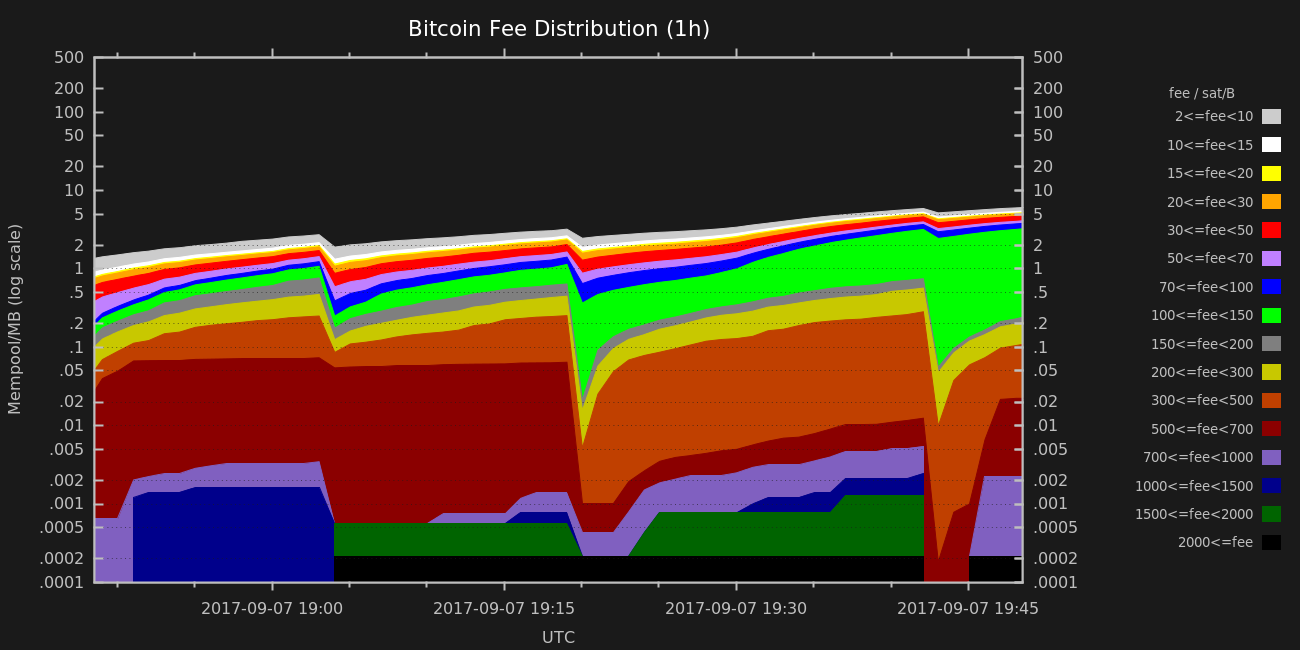 Bitcoin Fee Distribution (1h)
Mempool/MB (log scale)
500
200
100
50
20
10
5
2
1
.5
.2
.1
.05
.02
.01
.005
.002
.001
.0005
.0002
.0001
500
200
100
50
20
10
5
2
1
.5
.2
.1
.05
.02
.01
.005
.002
.001
.0005
.0002
.0001
2017-09-07 19:00
2017-09-07 19:15
2017-09-07 19:30
2017-09-07 19:45
UTC
fee / sat/B
2<=fee<10
10<=fee<15
15<=fee<20
20<=fee<30
30<=fee<50
50<=fee<70
70<=fee<100
100<=fee<150
150<=fee<200
200<=fee<300
300<=fee<500
500<=fee<700
700<=fee<1000
1000<=fee<1500
1500<=fee<2000
2000<=fee